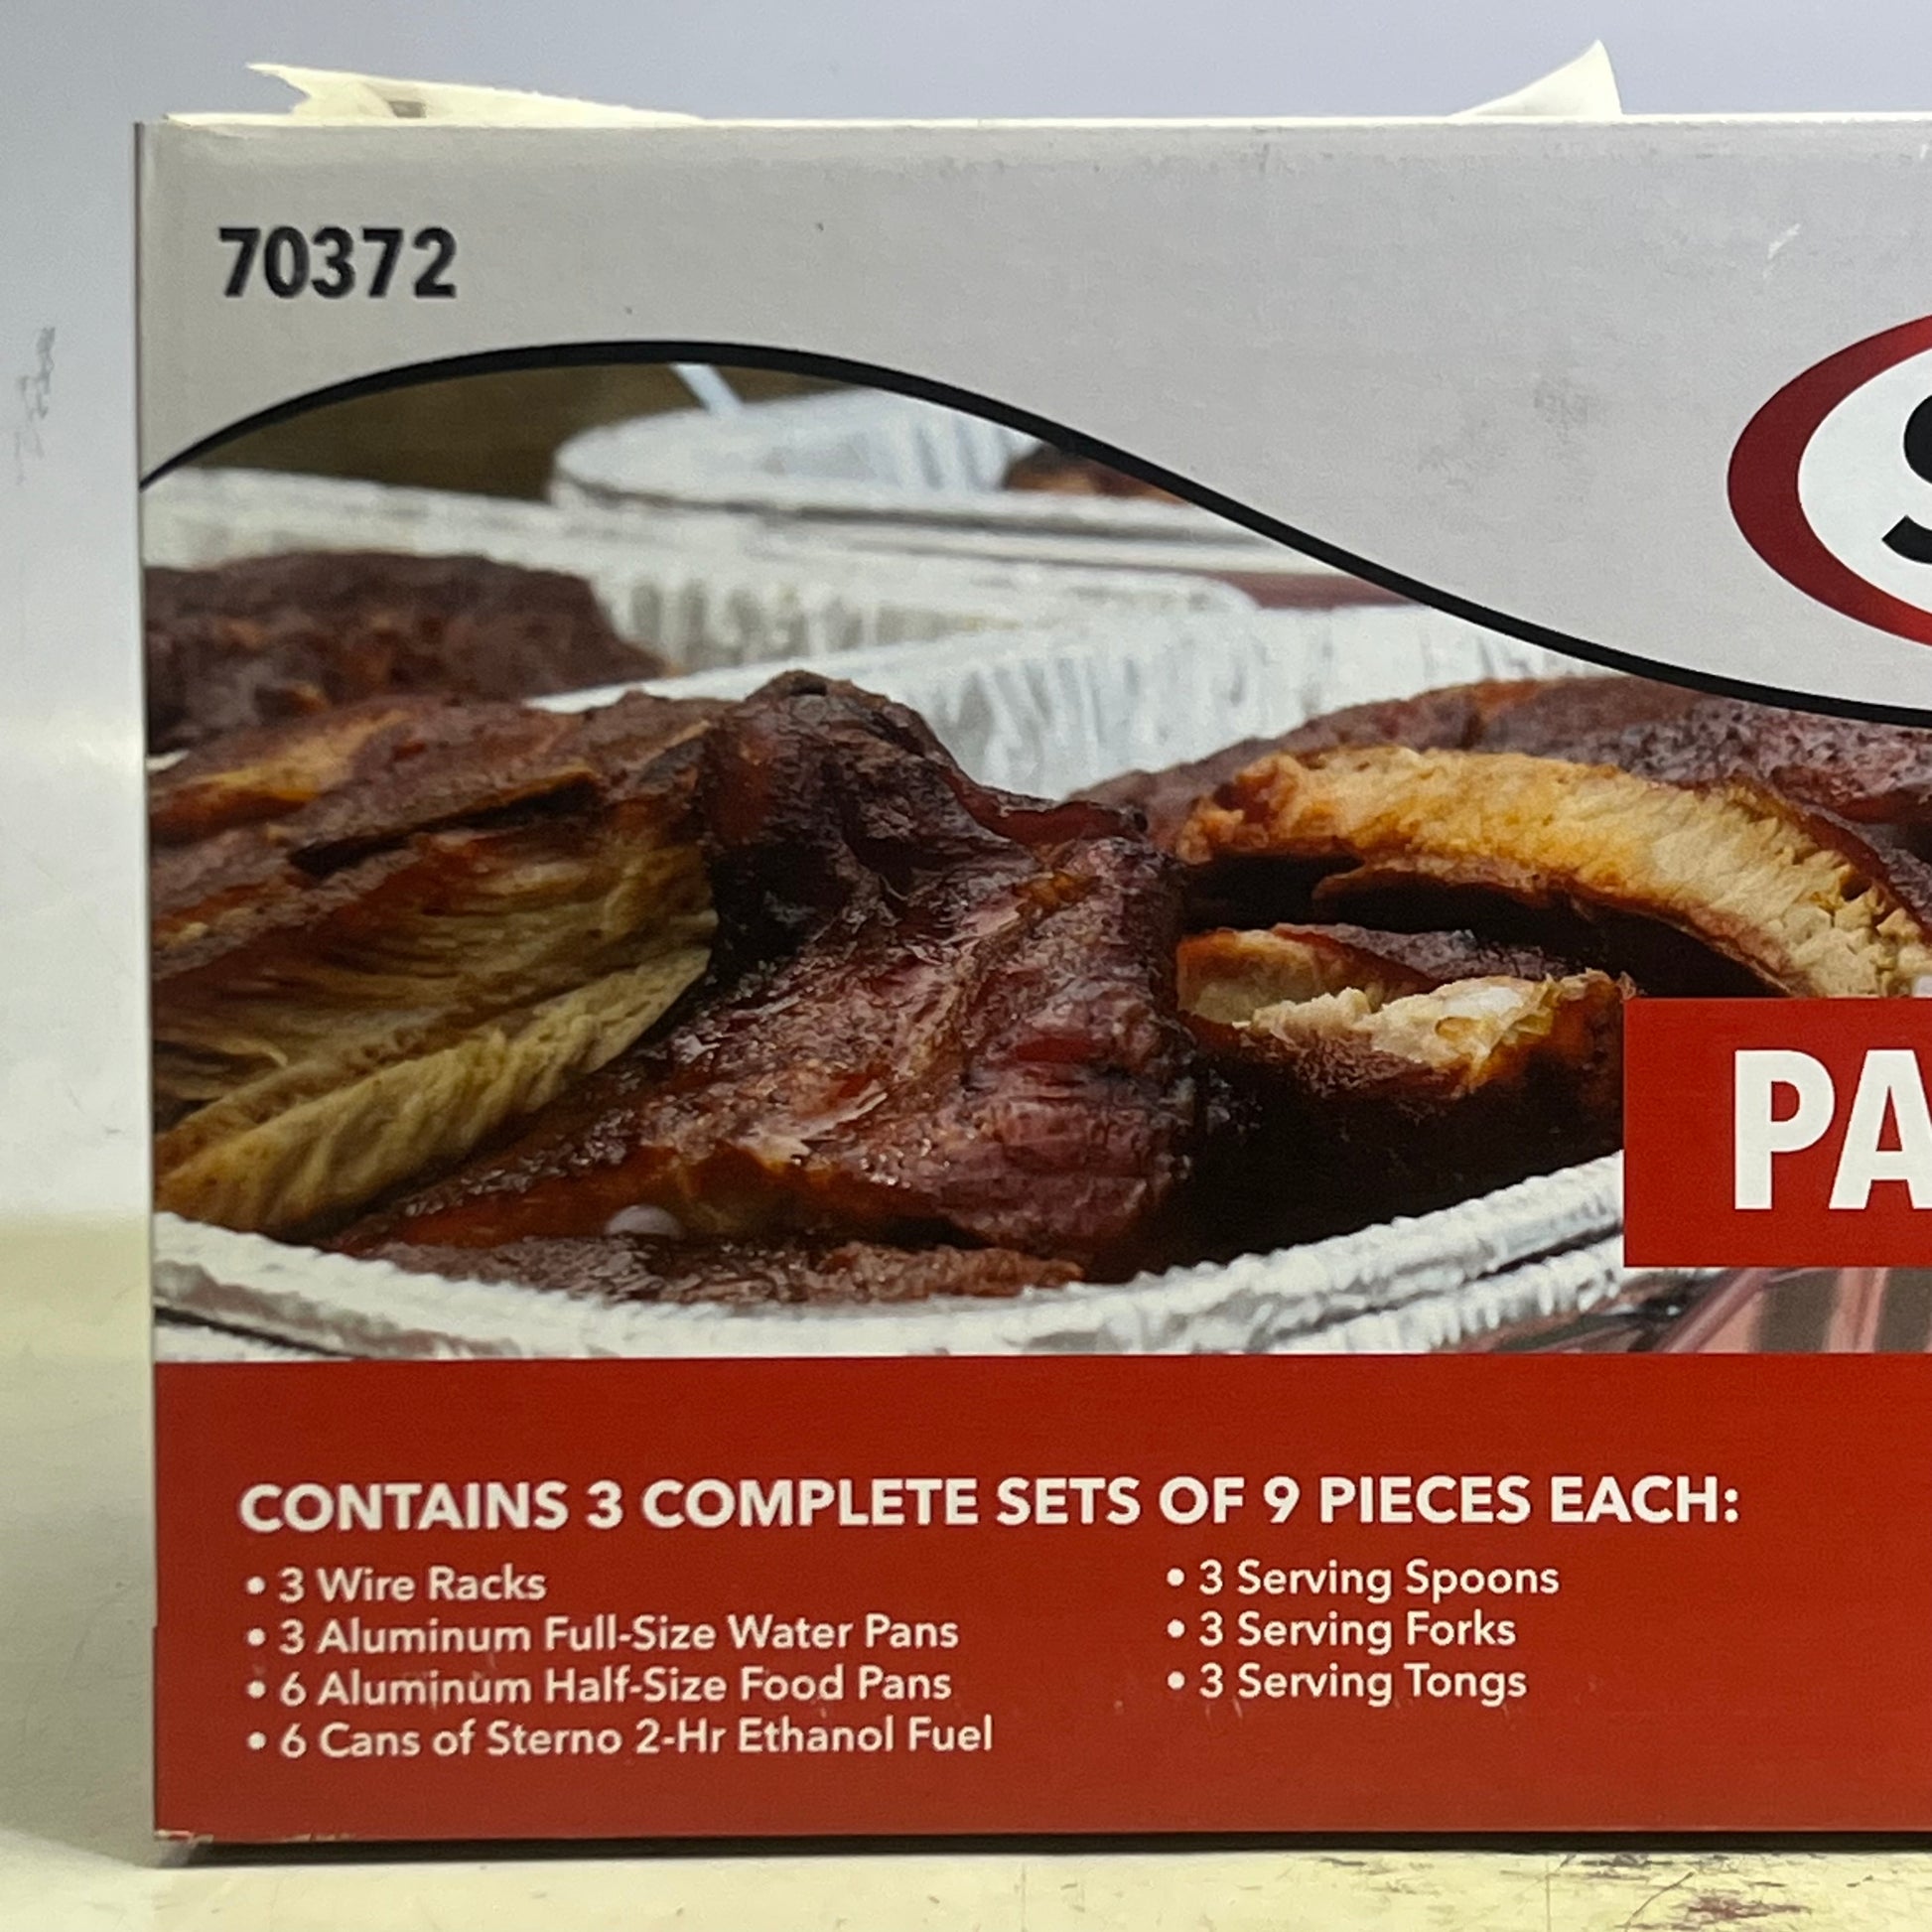 70372
S
PA
CONTAINS 3 COMPLETE SETS OF 9 PIECES EACH:
• 3 Wire Racks
• 3 Aluminum Full-Size Water Pans
• 6 Aluminum Half-Size Food Pans
• 6 Cans of Sterno 2-Hr Ethanol Fuel
• 3 Serving Spoons
• 3 Serving Forks
• 3 Serving Tongs